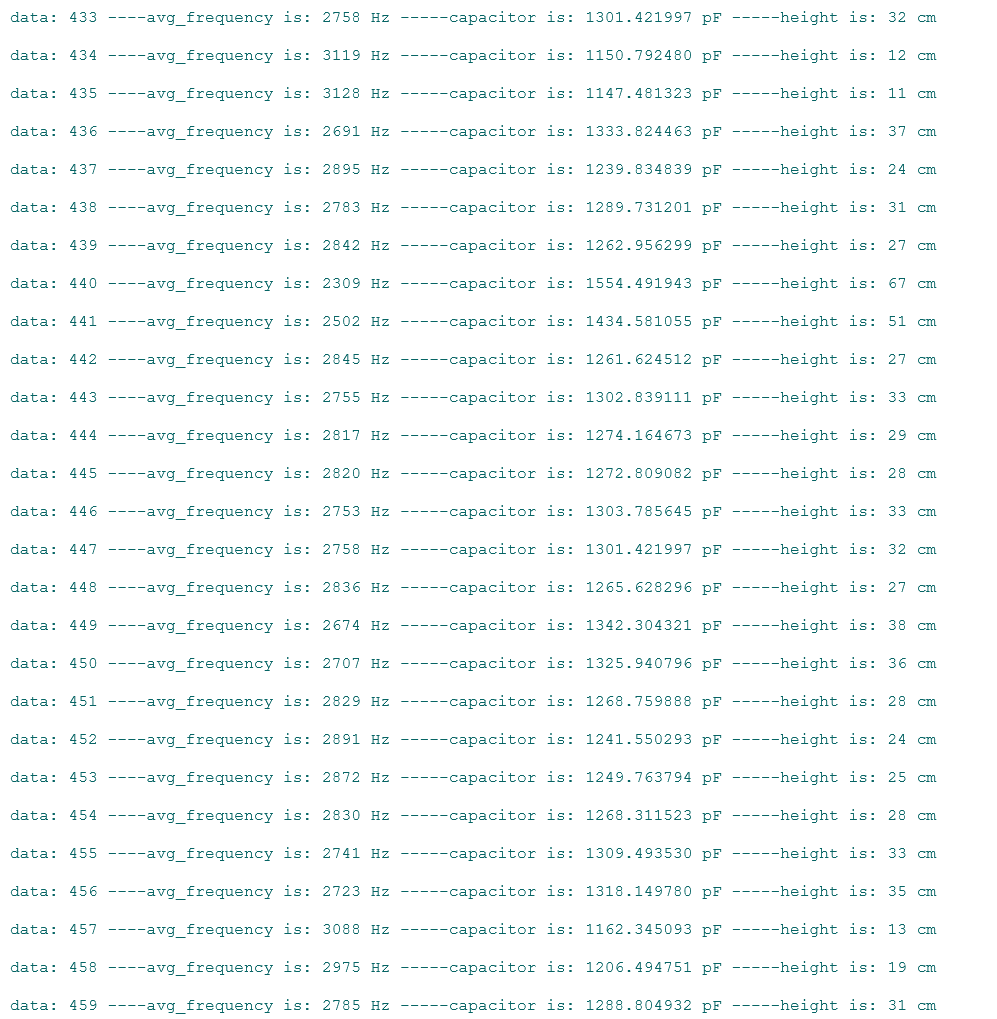 data: 433 ----avg_frequency is: 2758 Hz -----capacitor is: 1301.421997 pF -----height is: 32 cm
data: 434 ----avg_frequency is: 3119 Hz -----capacitor is: 1150.792480 pF -----height is: 12 cm
data: 435 ----avg_frequency is: 3128 Hz -----capacitor is: 1147.481323 pF -----height is: 11 cm
data: 436 ----avg_frequency is: 2691 Hz -----capacitor is: 1333.824463 pF -----height is: 37 cm
data: 437 ----avg_frequency is: 2895 Hz -----capacitor is: 1239.834839 pF -----height is: 24 cm
data: 438 ----avg_frequency is: 2783 Hz -----capacitor is: 1289.731201 pF -----height is: 31 cm
data: 439 ----avg_frequency is: 2842 Hz -----capacitor is: 1262.956299 pF -----height is: 27 cm
data: 440 ----avg_frequency is: 2309 Hz -----capacitor is: 1554.491943 pF -----height is: 67 cm
data: 441 ----avg_frequency is: 2502 Hz -----capacitor is: 1434.581055 pF -----height is: 51 cm
data: 442 ----avg_frequency is: 2845 Hz -----capacitor is: 1261.624512 pF -----height is: 27 cm
data: 443 ----avg_frequency is: 2755 Hz -----capacitor is: 1302.839111 pF -----height is: 33 cm
data: 444 ----avg_frequency is: 2817 Hz -----capacitor is: 1274.164673 pF -----height is: 29 cm
data: 445 ----avg_frequency is: 2820 Hz -----capacitor is: 1272.809082 pF -----height is: 28 cm
data: 446 ----avg_frequency is: 2753 Hz -----capacitor is: 1303.785645 pF -----height is: 33 cm
data: 447 ----avg_frequency is: 2758 Hz -----capacitor is: 1301.421997 pF -----height is: 32 cm
data: 448 ----avg_frequency is: 2836 Hz -----capacitor is: 1265.628296 pF -----height is: 27 cm
data: 449 ----avg_frequency is: 2674 Hz -----capacitor is: 1342.304321 pF -----height is: 38 cm
data: 450 ----avg_frequency is: 2707 Hz -----capacitor is: 1325.940796 pF -----height is: 36 cm
data: 451 ----avg_frequency is: 2829 Hz -----capacitor is: 1268.759888 pF -----height is: 28 cm
data: 452 ----avg_frequency is: 2891 Hz -----capacitor is: 1241.550293 pF -----height is: 24 cm
data: 453 ----avg_frequency is: 2872 Hz -----capacitor is: 1249.763794 pF -----height is: 25 cm
data: 454 ----avg_frequency is: 2830 Hz -----capacitor is: 1268.311523 pF -----height is: 28 cm
data: 455 ----avg_frequency is: 2741 Hz -----capacitor is: 1309.493530 pF -----height is: 33 cm
data: 456 ----avg_frequency is: 2723 Hz -----capacitor is: 1318.149780 pF -----height is: 35 cm
data: 457 ----avg_frequency is: 3088 Hz -----capacitor is: 1162.345093 pF -----height is: 13 cm
data: 458 ----avg_frequency is: 2975 Hz -----capacitor is: 1206.494751 pF -----height is: 19 cm
data: 459 ----avg_frequency is: 2785 Hz -----capacitor is: 1288.804932 pF -----height is: 31 cm